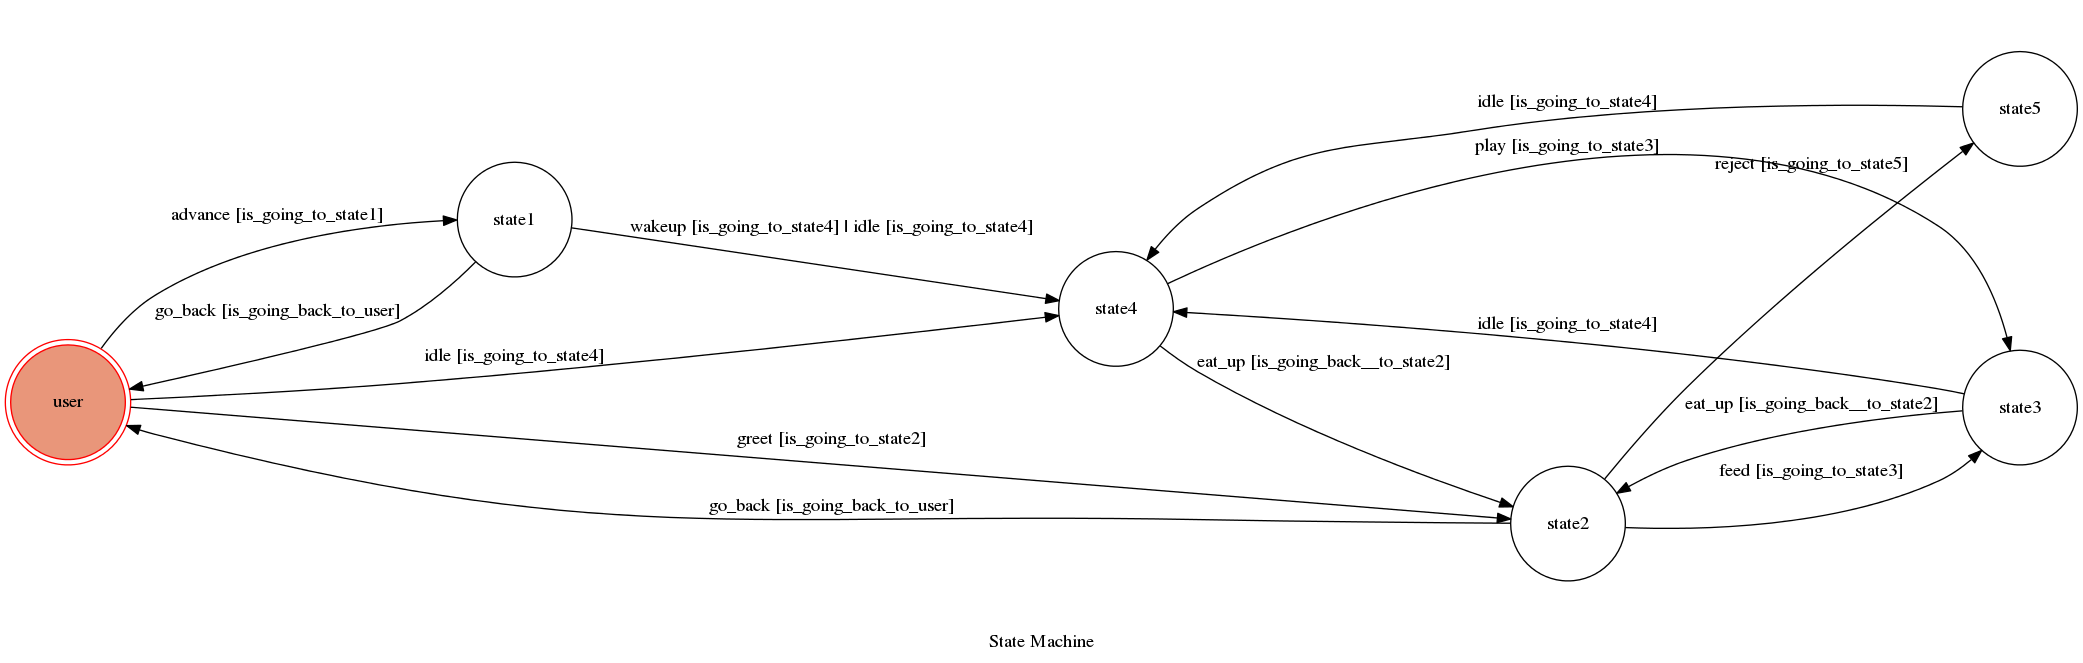 idle [is_going_to_state4]
state5
play [is_going_to_state3]
reject [is_going_to_state5]
advance [is_going_to_state1]
state1
wakeup [is_going_to_state4] | idle [is_going_to_state4]
go_back [is_going_back_to_user]
state4
idle [is_going_to_state4]
idle [is_going_to_state4]
eat_up [is_going_back__to_state2]
user
eat_up [is_going_back__to_state2]
state3
greet [is_going_to_state2]
feed [is_going_to_state3]
go_back [is_going_back_to_user]
state2
State Machine